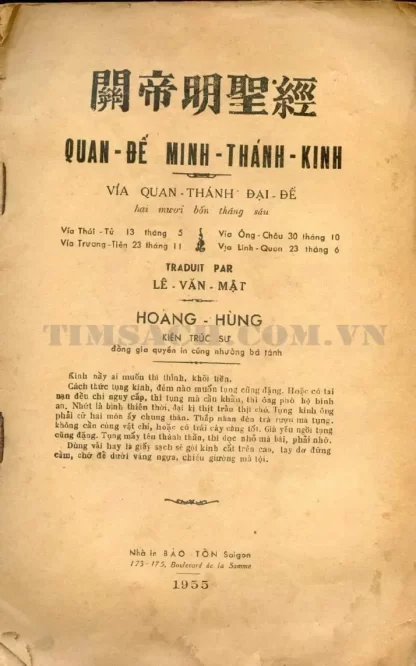 關帝明聖經
QUAN-ĐẾ MINH-THÁNH-KINH
VÍA QUAN-THÁNH ĐẠI-ĐẾ
hai mươi bốn tháng sáu
Vía Thái-Tử 13 tháng 5 Vía Ông-Châu 30 tháng 10
Vía Trương-Tiên 23 tháng 11 Vía Linh-Quan 23 tháng 6
TRADUIT PAR
LÊ-VĂN-MẬT
HOÀNG-HÙNG
KIẾN TRÚC SƯ
đồng gia quyến in cúng nhường bá tánh
TIMSACH.COM.VN
Kinh nầy ai muốn thì thỉnh, khỏi tiền.
Cách thức tụng kinh, đêm nào muốn tụng cũng đặng. Hoặc có tai
nạn đều chi nguy cấp, thì tụng mà cần khẩn, thì ông phò hộ bình
an. Nhứt là bình thiên thời, đại kị thịt trâu thịt chó. Tụng kinh ông
phải cử hai món ấy chung thân. Thắp nhan đèn trà rượu mà tụng,
không cần cúng vật chi, hoặc có trái cây càng tốt. Già yếu ngồi tụng
cũng đặng. Tụng mấy tên thánh thần, thì đọc nhỏ mà bái, phải nhớ.
Dùng vải hay là giấy sạch sẽ gói kinh cất trên cao, tay dơ đừng
cầm, chớ để dưới váng ngựa, chiếu giường mà tội.
Nhà in BẢO-TỒN Saigon
173-175, Boulevard de la Somme
1955